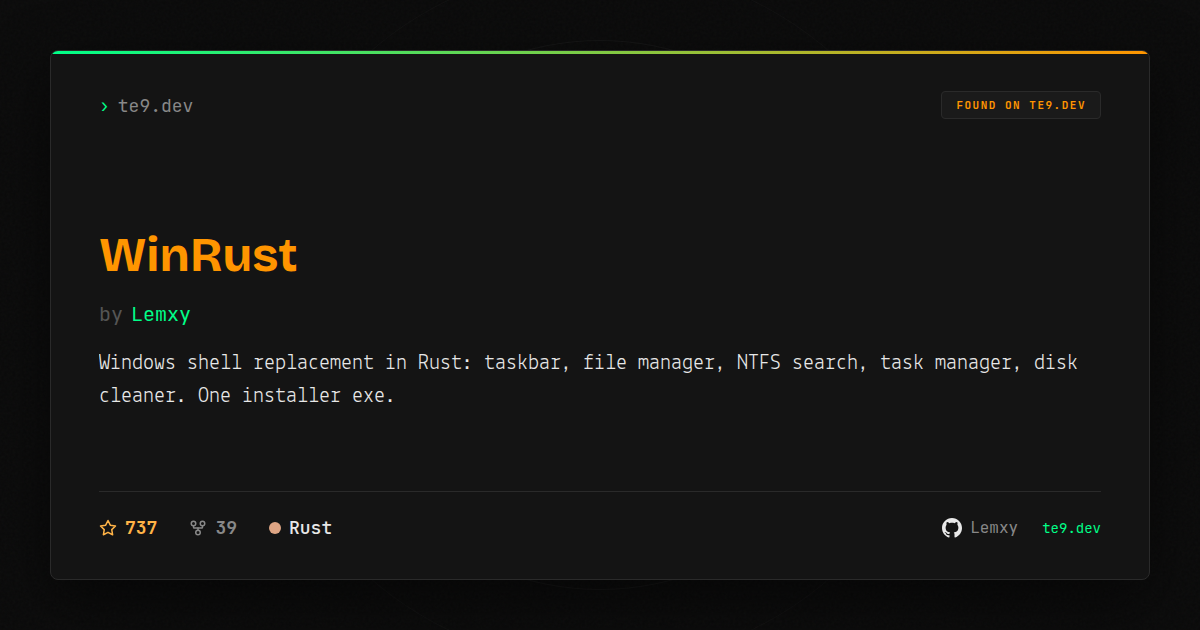 › te9.dev
FOUND ON TE9.DEV
WinRust
by Lemxy
Windows shell replacement in Rust: taskbar, file manager, NTFS search, task manager, disk
cleaner. One installer exe.
737 39 Rust
Lemxy te9.dev